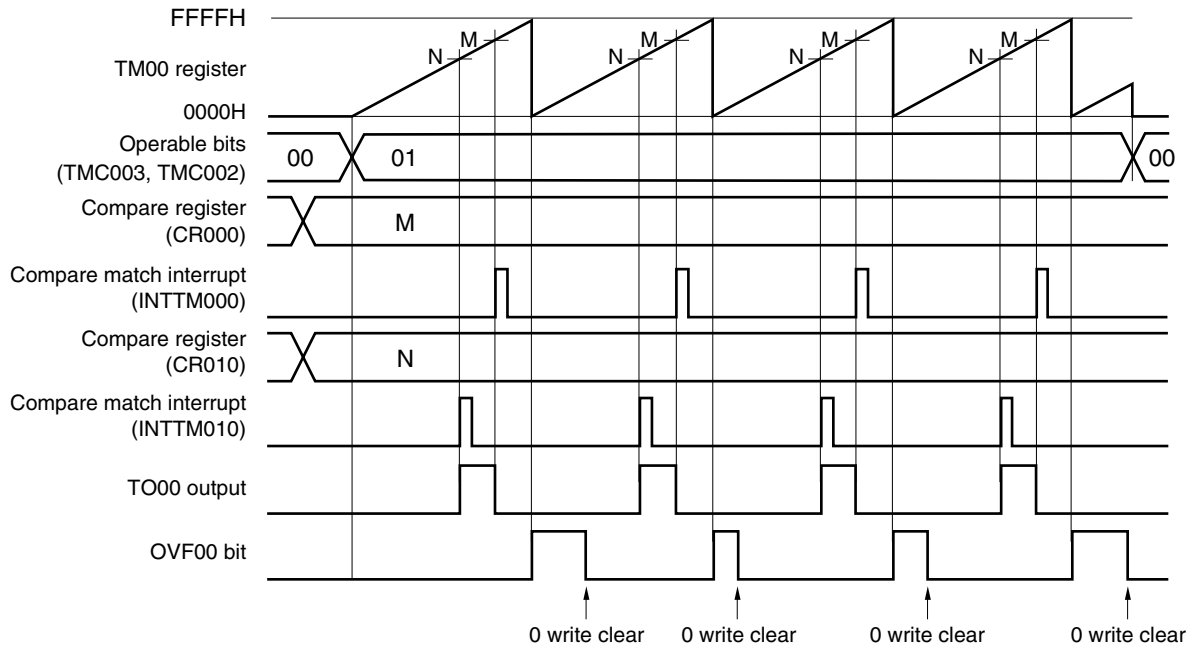 FFFFH
M M M M
N N N N
TM00 register
0000H
Operable bits
(TMC003, TMC002)
00 01 00
Compare register
(CR000)
M
Compare match interrupt
(INTTM000)
Compare register
(CR010)
N
Compare match interrupt
(INTTM010)
TO00 output
OVF00 bit
0 write clear 0 write clear 0 write clear 0 write clear